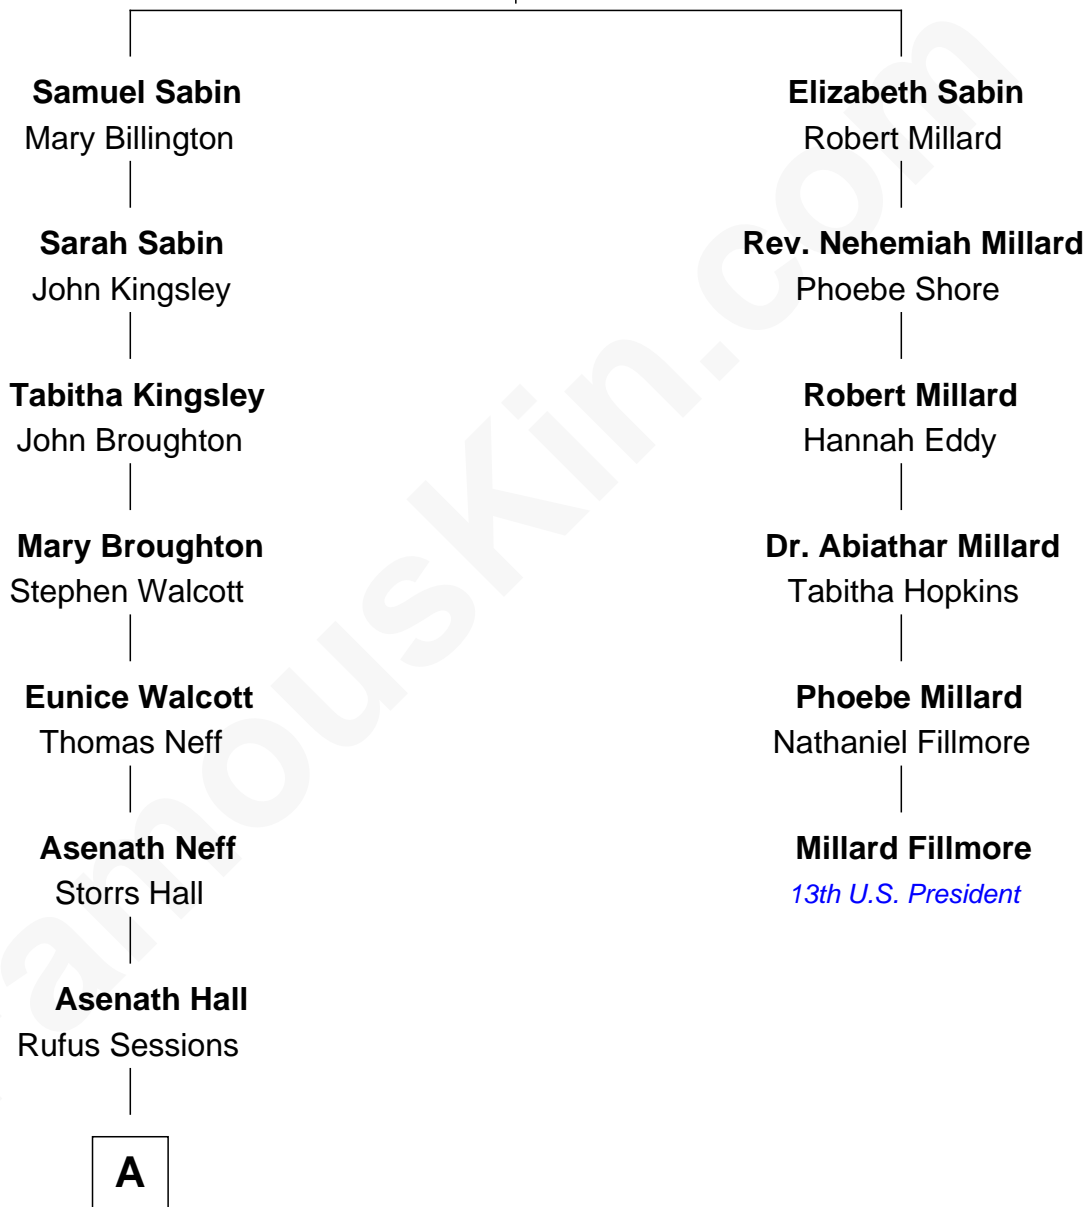 Samuel Sabin
Mary Billington
Sarah Sabin
John Kingsley
Tabitha Kingsley
John Broughton
Mary Broughton
Stephen Walcott
Eunice Walcott
Thomas Neff
Asenath Neff
Storrs Hall
Asenath Hall
Rufus Sessions
A
Elizabeth Sabin
Robert Millard
Rev. Nehemiah Millard
Phoebe Shore
Robert Millard
Hannah Eddy
Dr. Abiathar Millard
Tabitha Hopkins
Phoebe Millard
Nathaniel Fillmore
Millard Fillmore
13th U.S. President
amousKin.com